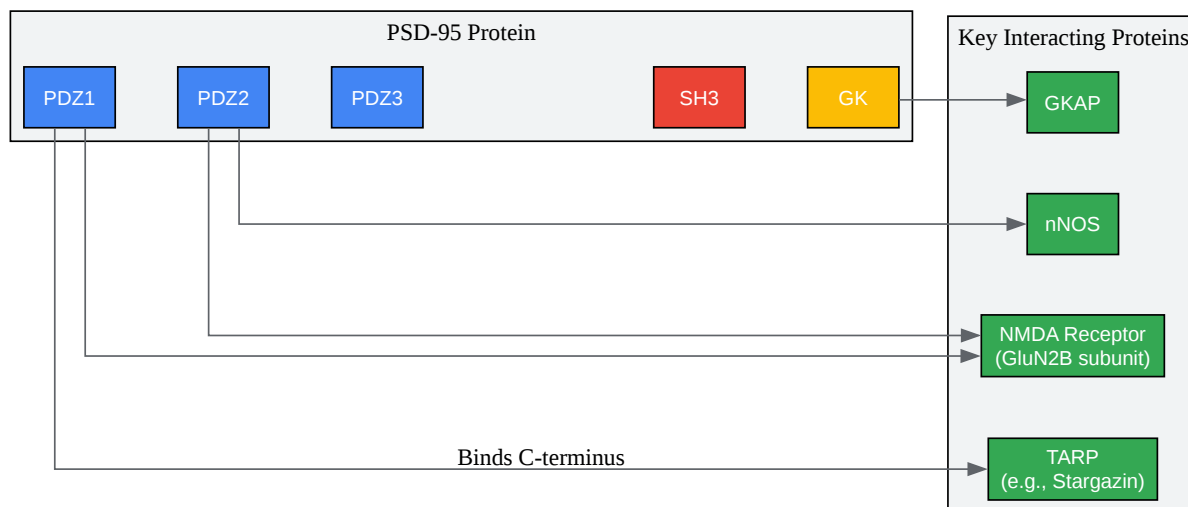 PSD-95 Protein
Key Interacting Proteins
PDZ1
PDZ2
PDZ3
SH3
GK
GKAP
nNOS
NMDA Receptor
(GluN2B subunit)
Binds C-terminus
TARP
(e.g., Stargazin)